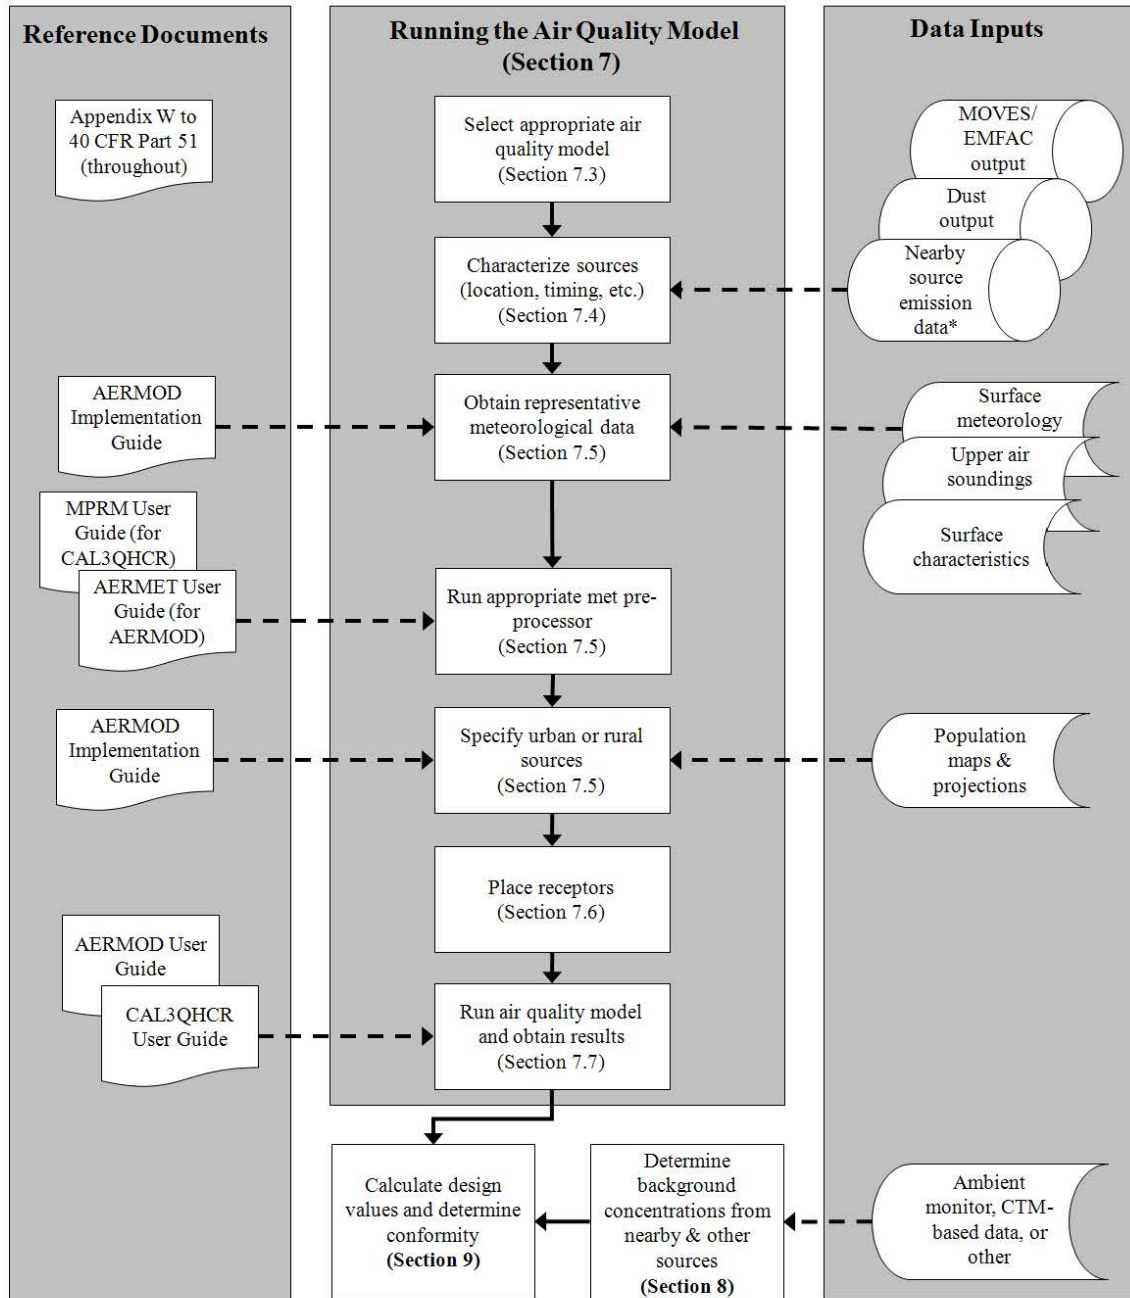 Reference Documents
Appendix W to
40 CFR Part 51
(throughout)
AERMOD
Implementation
Guide
MPRM User
Guide (for
CAL3QHCR)
AERMET User
Guide (for
AERMOD)
AERMOD
Implementation
Guide
AERMOD User
Guide
CAL3QHCR
User Guide
Running the Air Quality Model
(Section 7)
Select appropriate air
quality model
(Section 7.3)
Characterize sources
(location, timing, etc.)
(Section 7.4)
Obtain representative
meteorological data
(Section 7.5)
Run appropriate met pre-
processor
(Section 7.5)
Specify urban or rural
sources
(Section 7.5)
Place receptors
(Section 7.6)
Run air quality model
and obtain results
(Section 7.7)
Calculate design
values and determine
conformity
(Section 9)
Determine
background
concentrations from
nearby & other
sources
(Section 8)
Data Inputs
MOVES/
EMFAC
output
Dust
output
Nearby
source
emission
data*
Surface
meteorology
Upper air
soundings
Surface
characteristics
Population
maps &
projections
Ambient
monitor, CTM-
based data, or
other